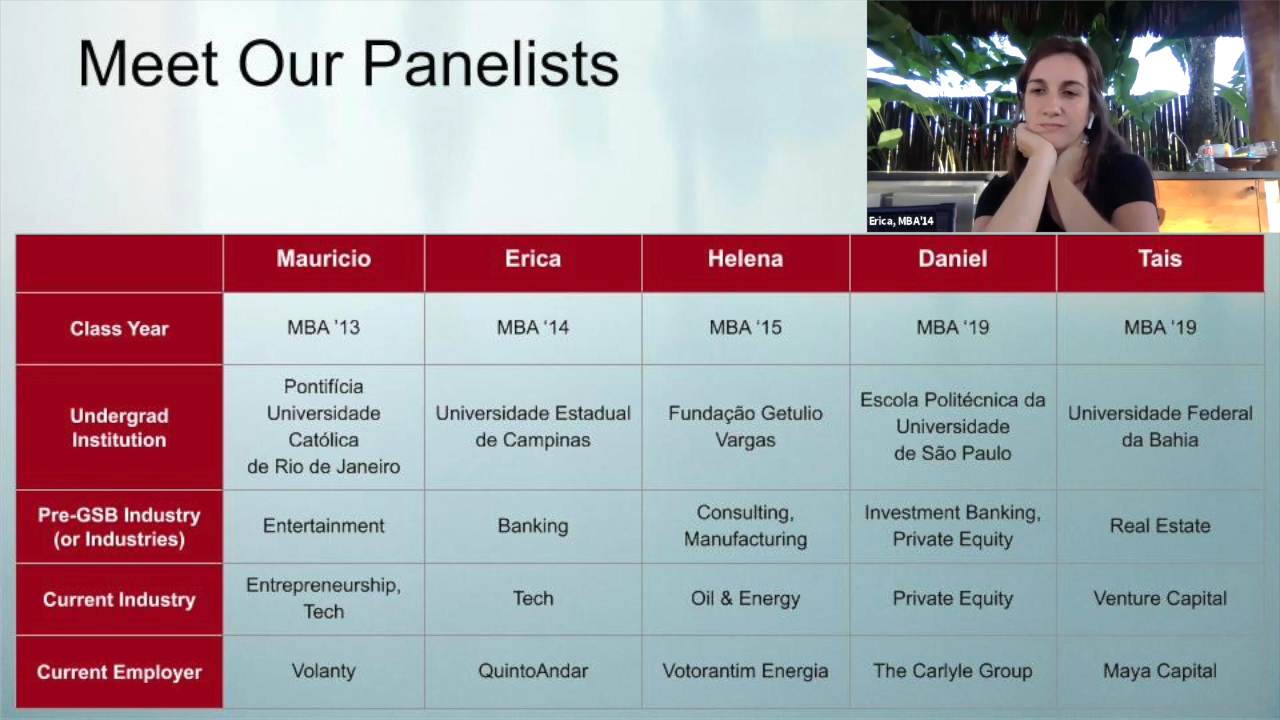 Meet Our Panelists
Erica, MBA'14
Mauricio
Erica
Helena
Daniel
Tais
Class Year
MBA '13
MBA ‘14
MBA ‘15
MBA ‘19
MBA ‘19
Undergrad
Institution
Pontifícia
Universidade
Católica
de Rio de Janeiro
Universidade Estadual
de Campinas
Fundação Getulio
Vargas
Escola Politécnica da
Universidade
de São Paulo
Universidade Federal
da Bahia
Pre-GSB Industry
(or Industries)
Entertainment
Banking
Consulting,
Manufacturing
Investment Banking,
Private Equity
Real Estate
Current Industry
Entrepreneurship,
Tech
Tech
Oil & Energy
Private Equity
Venture Capital
Current Employer
Volanty
QuintoAndar
Votorantim Energia
The Carlyle Group
Maya Capital